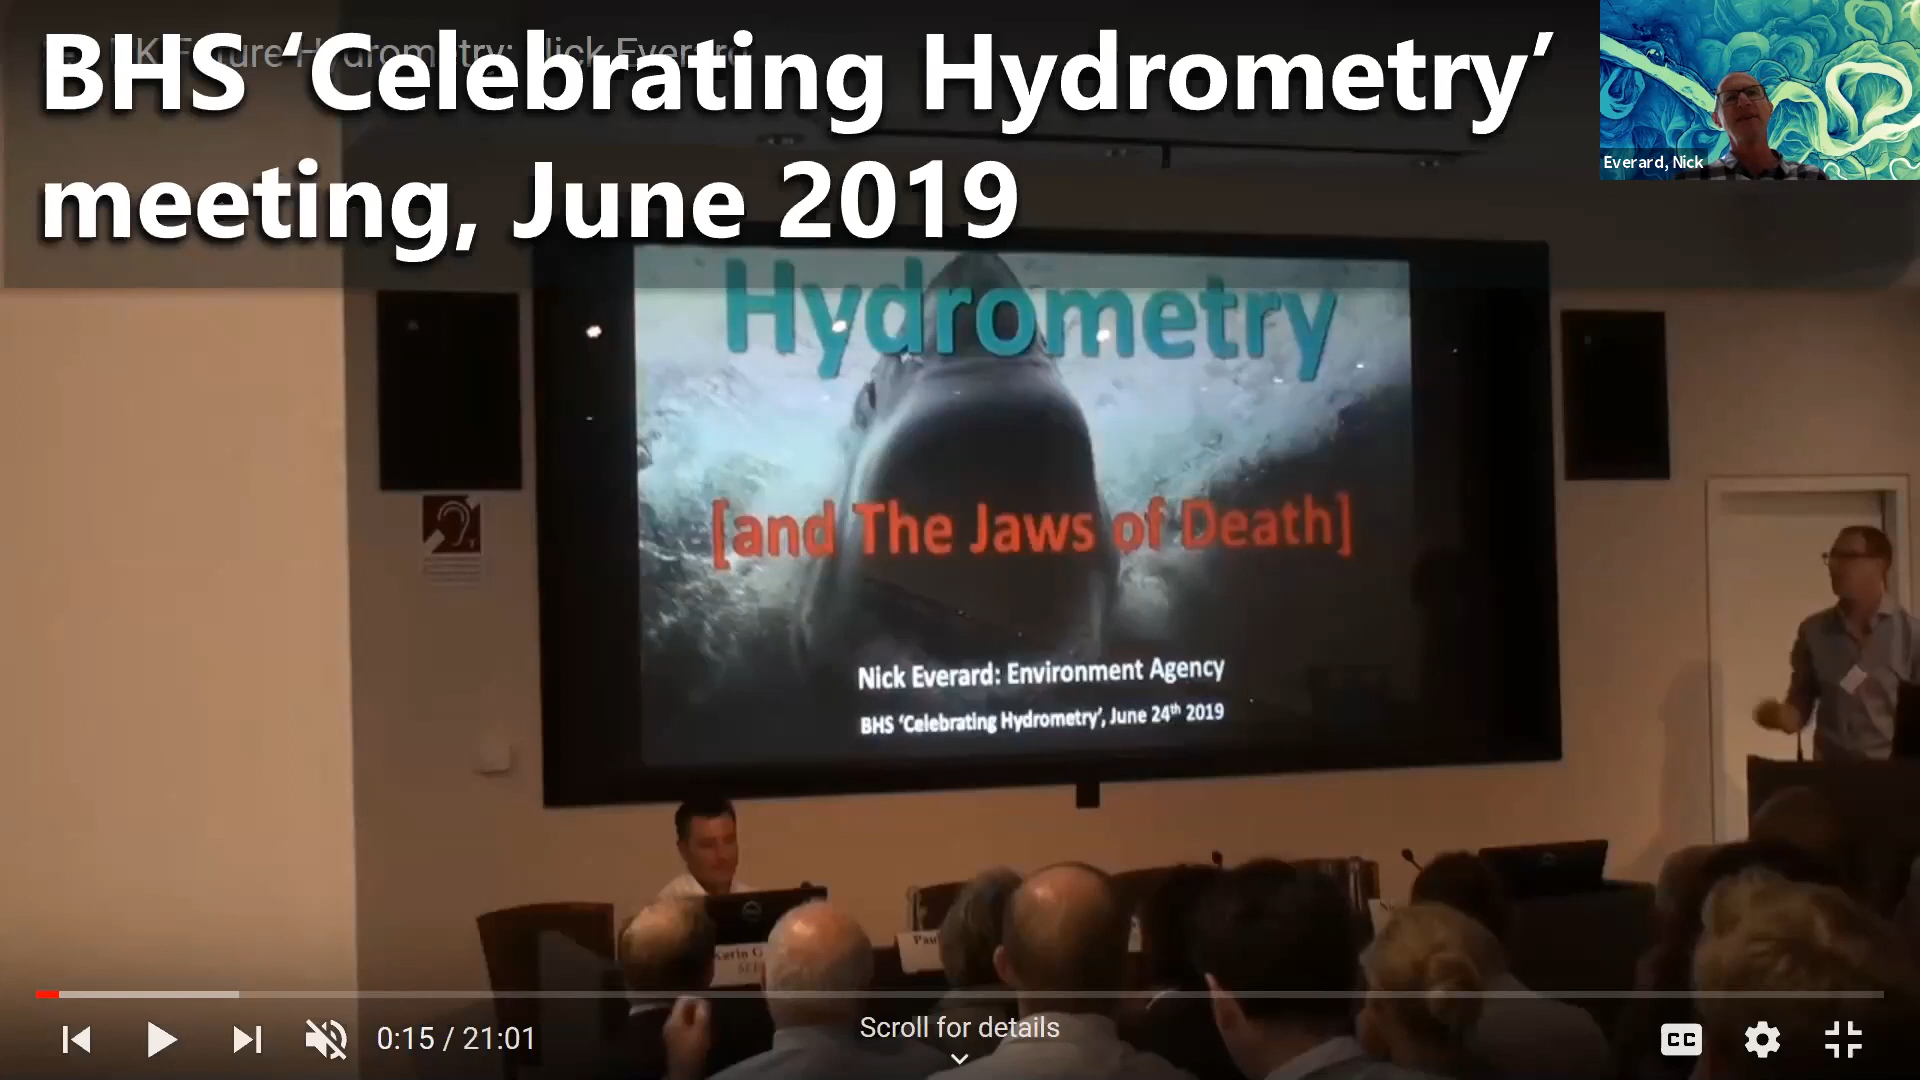 BHS ‘Celebrating Hydrometry’
meeting, June 2019
Everard, Nick
Hydrometry
[and The Jaws of Death]
Nick Everard: Environment Agency
BHS ‘Celebrating Hydrometry’, June 24th 2019
0:15 / 21:01
Scroll for details
CC